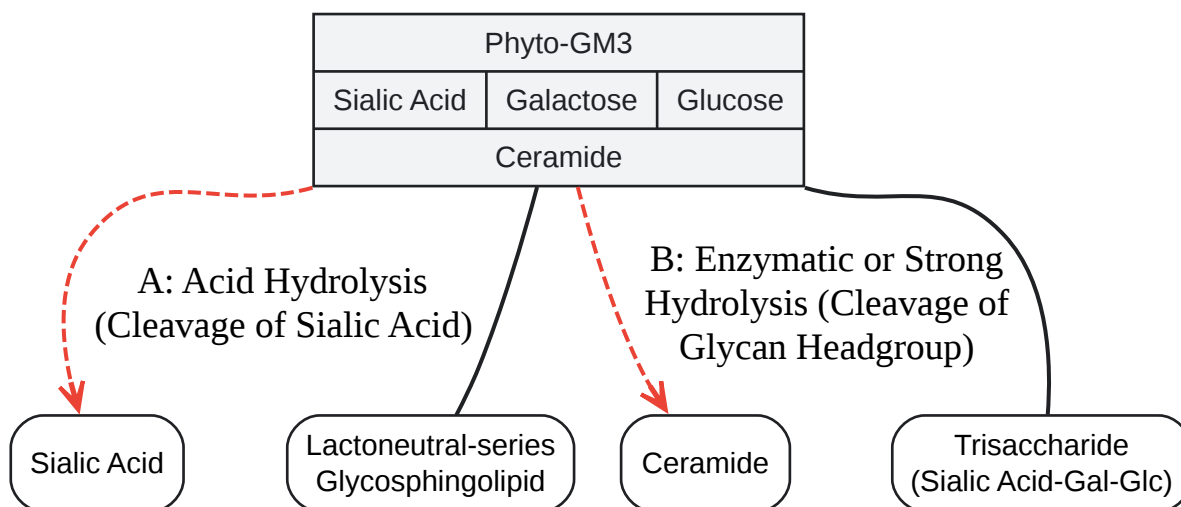 Phyto-GM3
Sialic Acid
Galactose
Glucose
Ceramide
A: Acid Hydrolysis
(Cleavage of Sialic Acid)
B: Enzymatic or Strong
Hydrolysis (Cleavage of
Glycan Headgroup)
Sialic Acid
Lactoneutral-series
Glycosphingolipid
Ceramide
Trisaccharide
(Sialic Acid-Gal-Glc)